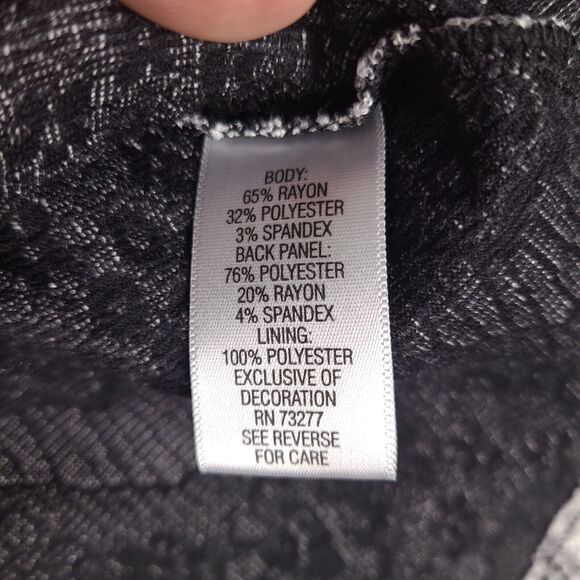 BODY:
65% RAYON
32% POLYESTER
3% SPANDEX
BACK PANEL:
76% POLYESTER
20% RAYON
4% SPANDEX
LINING:
100% POLYESTER
EXCLUSIVE OF
DECORATION
RN 73277
SEE REVERSE
FOR CARE